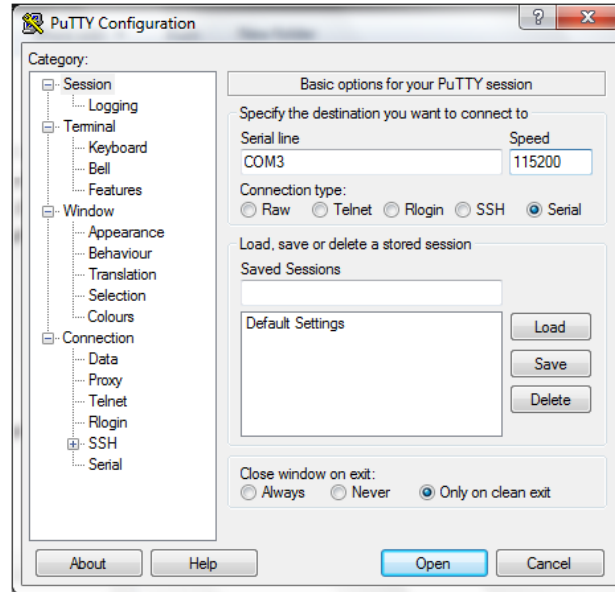 PuTTY Configuration
Category:
Session
Logging
Terminal
Keyboard
Bell
Features
Window
Appearance
Behaviour
Translation
Selection
Colours
Connection
Data
Proxy
Telnet
Rlogin
SSH
Serial
Basic options for your PuTTY session
Specify the destination you want to connect to
Serial line Speed
COM3 115200
Connection type:
Raw Telnet Rlogin SSH Serial
Load, save or delete a stored session
Saved Sessions
Default Settings
Load
Save
Delete
Close window on exit:
Always Never Only on clean exit
About Help Open Cancel